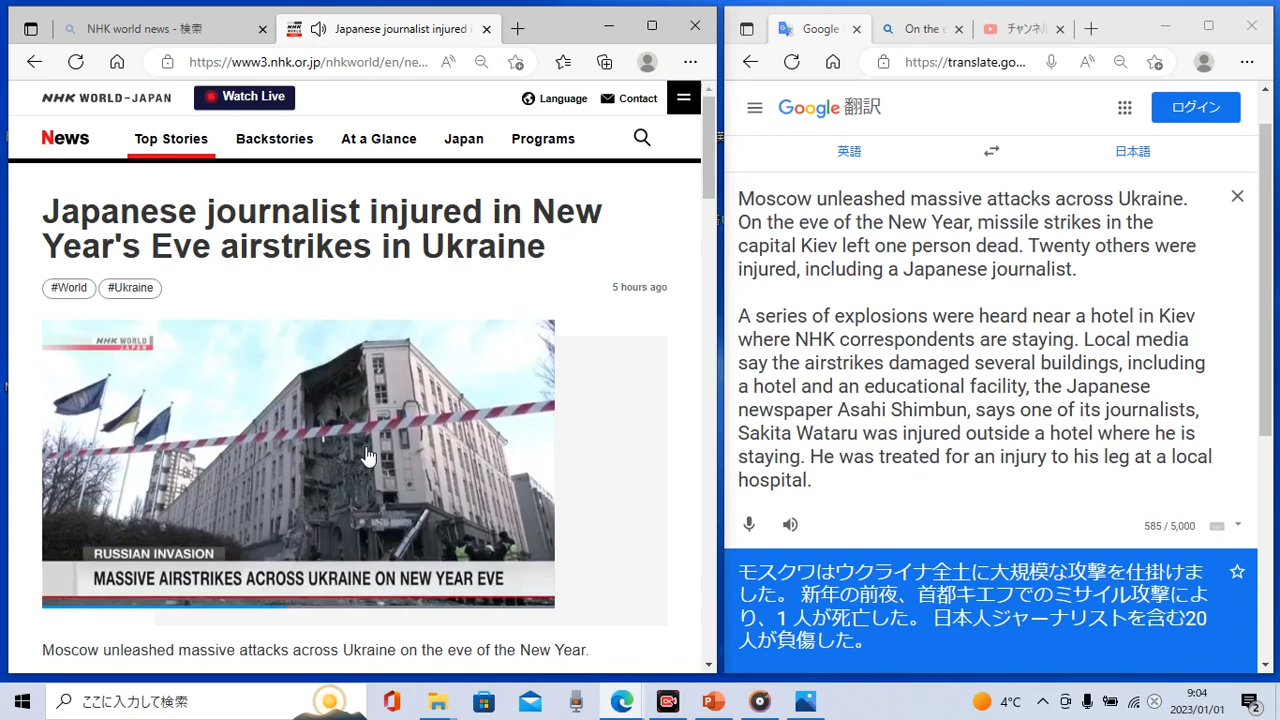 NHK world news - 検索
Japanese journalist injured i
https://www3.nhk.or.jp/nhkworld/en/ne...
NHK WORLD-JAPAN
Watch Live
Language
Contact
News
Top Stories
Backstories
At a Glance
Japan
Programs
Japanese journalist injured in New
Year's Eve airstrikes in Ukraine
#World
#Ukraine
5 hours ago
NHK WORLD
JAPAN
RUSSIAN INVASION
MASSIVE AIRSTRIKES ACROSS UKRAINE ON NEW YEAR EVE
Moscow unleashed massive attacks across Ukraine on the eve of the New Year.
Google
On the e
チャンネル
https://translate.go...
Google 翻訳
ログイン
英語
日本語
Moscow unleashed massive attacks across Ukraine.
On the eve of the New Year, missile strikes in the
capital Kiev left one person dead. Twenty others were
injured, including a Japanese journalist.
A series of explosions were heard near a hotel in Kiev
where NHK correspondents are staying. Local media
say the airstrikes damaged several buildings, including
a hotel and an educational facility, the Japanese
newspaper Asahi Shimbun, says one of its journalists,
Sakita Wataru was injured outside a hotel where he is
staying. He was treated for an injury to his leg at a local
hospital.
585 / 5,000
モスクワはウクライナ全土に大規模な攻撃を仕掛けま
した。 新年の前夜、首都キエフでのミサイル攻撃によ
り、1 人が死亡した。 日本人ジャーナリストを含む20
人が負傷した。
ここに入力して検索
4°C
9:04
2023/01/01
2